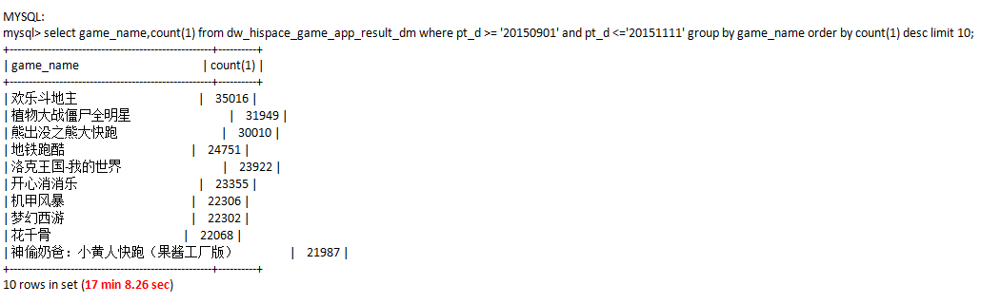 MYSQL:
mysql> select game_name,count(1) from dw_hispace_game_app_result_dm where pt_d >= '20150901' and pt_d <='20151111' group by game_name order by count(1) desc limit 10;
+------------------------------------------------------+----------+
| game_name | count(1) |
+------------------------------------------------------+----------+
| 欢乐斗地主 | 35016 |
| 植物大战僵尸全明星 | 31949 |
| 熊出没之熊大快跑 | 30010 |
| 地铁跑酷 | 24751 |
| 洛克王国-我的世界 | 23922 |
| 开心消消乐 | 23355 |
| 机甲风暴 | 22306 |
| 梦幻西游 | 22302 |
| 花千骨 | 22068 |
| 神偷奶爸：小黄人快跑（果酱工厂版） | 21987 |
+------------------------------------------------------+----------+
10 rows in set (17 min 8.26 sec)